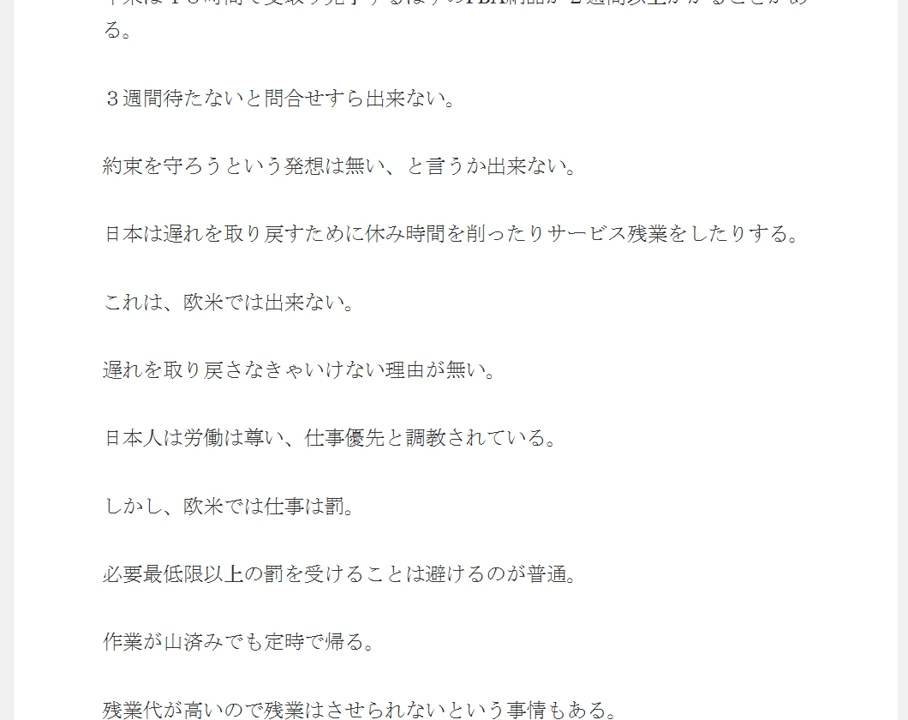 る。
３週間待たないと問合せすら出来ない。
約束を守ろうという発想は無い、と言うか出来ない。
日本は遅れを取り戻すために休み時間を削ったりサービス残業をしたりする。
これは、欧米では出来ない。
遅れを取り戻さなきゃいけない理由が無い。
日本人は労働は尊い、仕事優先と調教されている。
しかし、欧米では仕事は罰。
必要最低限以上の罰を受けることは避けるのが普通。
作業が山済みでも定時で帰る。
残業代が高いので残業はさせられないという事情もある。